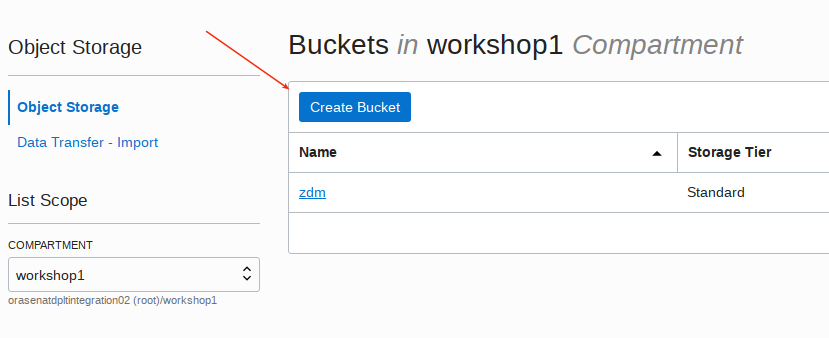 Object Storage
Object Storage
Data Transfer - Import
List Scope
COMPARTMENT
workshop1
orasenatdpltintegration02 (root)/workshop1
Buckets in workshop1 Compartment
Create Bucket
Name Storage Tier
zdm Standard